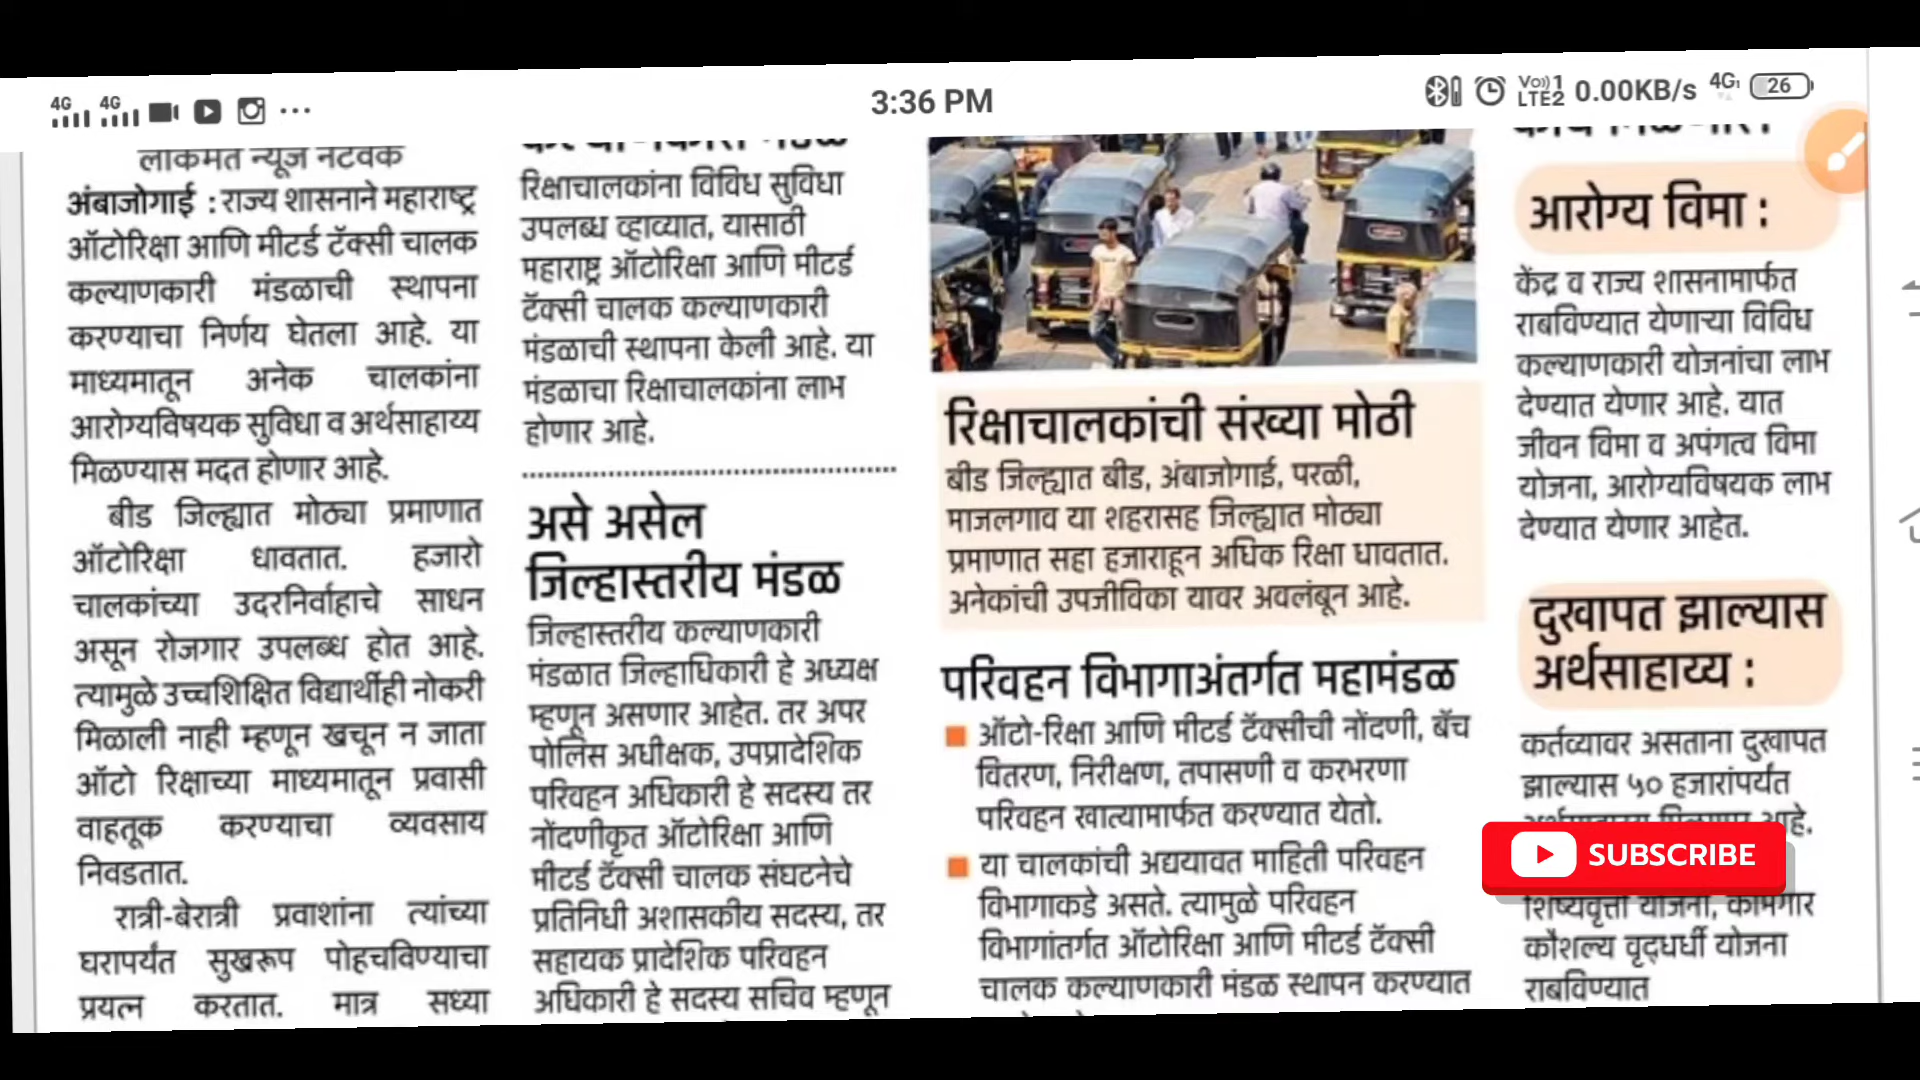 4G 4G
3:36 PM
Vo)) 1 LTE2 0.00KB/s 4G 26
लोकमत न्यूज नेटवर्क
अंबाजोगाई : राज्य शासनाने महाराष्ट्र
ऑटोरिक्षा आणि मीटर्ड टॅक्सी चालक
कल्याणकारी मंडळाची स्थापना
करण्याचा निर्णय घेतला आहे. या
माध्यमातून अनेक चालकांना
आरोग्यविषयक सुविधा व अर्थसाहाय्य
मिळण्यास मदत होणार आहे.
बीड जिल्ह्यात मोठ्या प्रमाणात
ऑटोरिक्षा धावतात. हजारो
चालकांच्या उदरनिर्वाहाचे साधन
असून रोजगार उपलब्ध होत आहे.
त्यामुळे उच्चशिक्षित विद्यार्थीही नोकरी
मिळाली नाही म्हणून खचून न जाता
ऑटो रिक्षाच्या माध्यमातून प्रवासी
वाहतूक करण्याचा व्यवसाय
निवडतात.
रात्री-बेरात्री प्रवाशांना त्यांच्या
घरापर्यंत सुखरूप पोहचविण्याचा
प्रयत्न करतात. मात्र सध्या
रिक्षाचालकांना विविध सुविधा
उपलब्ध व्हाव्यात, यासाठी
महाराष्ट्र ऑटोरिक्षा आणि मीटर्ड
टॅक्सी चालक कल्याणकारी
मंडळाची स्थापना केली आहे. या
मंडळाचा रिक्षाचालकांना लाभ
होणार आहे.
असे असेल
जिल्हास्तरीय मंडळ
जिल्हास्तरीय कल्याणकारी
मंडळात जिल्हाधिकारी हे अध्यक्ष
म्हणून असणार आहेत. तर अपर
पोलिस अधीक्षक, उपप्रादेशिक
परिवहन अधिकारी हे सदस्य तर
नोंदणीकृत ऑटोरिक्षा आणि
मीटर्ड टॅक्सी चालक संघटनेचे
प्रतिनिधी अशासकीय सदस्य, तर
सहायक प्रादेशिक परिवहन
अधिकारी हे सदस्य सचिव म्हणून
रिक्षाचालकांची संख्या मोठी
बीड जिल्ह्यात बीड, अंबाजोगाई, परळी,
माजलगाव या शहरासह जिल्ह्यात मोठ्या
प्रमाणात सहा हजाराहून अधिक रिक्षा धावतात.
अनेकांची उपजीविका यावर अवलंबून आहे.
परिवहन विभागाअंतर्गत महामंडळ
ऑटो-रिक्षा आणि मीटर्ड टॅक्सीची नोंदणी, बॅच
वितरण, निरीक्षण, तपासणी व करभरणा
परिवहन खात्यामार्फत करण्यात येतो.
या चालकांची अद्ययावत माहिती परिवहन
विभागाकडे असते. त्यामुळे परिवहन
विभागांतर्गत ऑटोरिक्षा आणि मीटर्ड टॅक्सी
चालक कल्याणकारी मंडळ स्थापन करण्यात
आरोग्य विमा :
केंद्र व राज्य शासनामार्फत
राबविण्यात येणाऱ्या विविध
कल्याणकारी योजनांचा लाभ
देण्यात येणार आहे. यात
जीवन विमा व अपंगत्व विमा
योजना, आरोग्यविषयक लाभ
देण्यात येणार आहेत.
दुखापत झाल्यास
अर्थसाहाय्य :
कर्तव्यावर असताना दुखापत
झाल्यास ५० हजारांपर्यंत
आहे.
SUBSCRIBE
शिष्यवृत्ती योजना, कामगार
कौशल्य वृद्धर्धी योजना
राबविण्यात